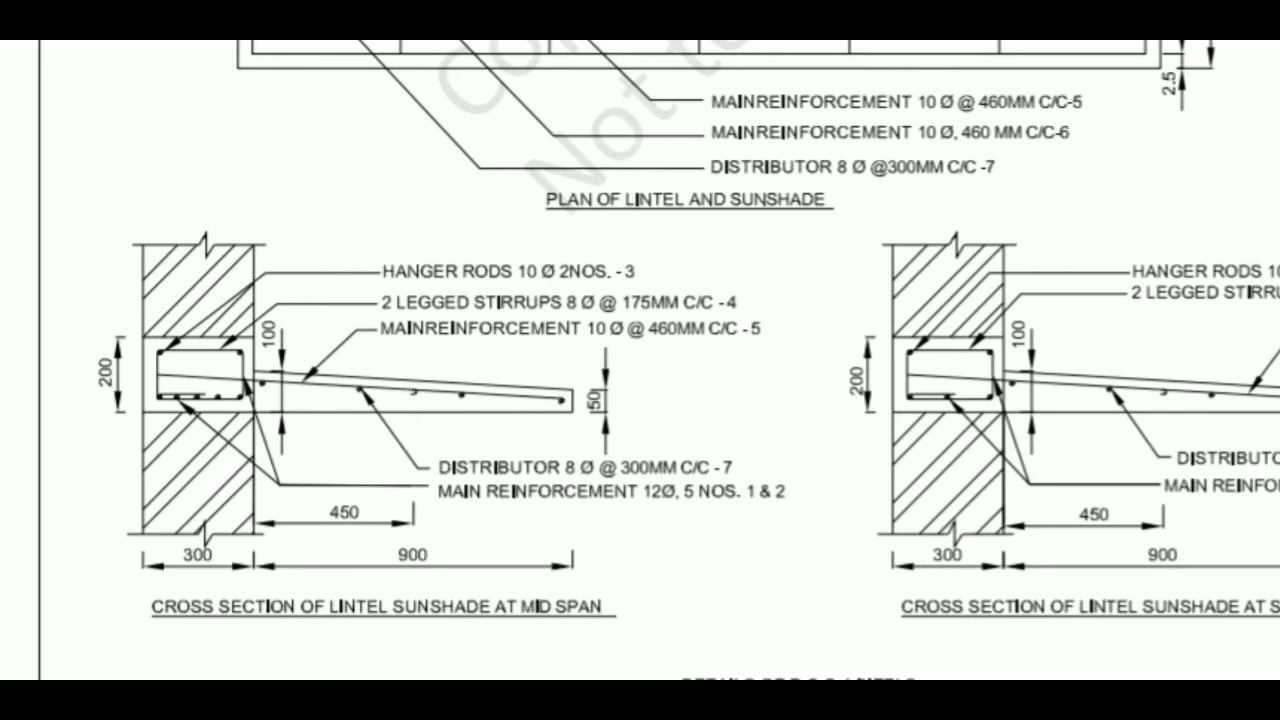 2.5
MAINREINFORCEMENT 10 Ø @ 460MM C/C-5
MAINREINFORCEMENT 10 Ø, 460 MM C/C-6
DISTRIBUTOR 8 Ø @300MM C/C -7
Not to
PLAN OF LINTEL AND SUNSHADE
HANGER RODS 10 Ø 2NOS. - 3
2 LEGGED STIRRUPS 8 Ø @ 175MM C/C - 4
MAINREINFORCEMENT 10 Ø @ 460MM C/C - 5
100
200
50
DISTRIBUTOR 8 Ø @ 300MM C/C - 7
MAIN REINFORCEMENT 12Ø, 5 NOS. 1 & 2
450
300
900
CROSS SECTION OF LINTEL SUNSHADE AT MID SPAN
HANGER RODS 10
2 LEGGED STIRRU
100
200
DISTRIBUTO
MAIN REINFO
450
300
900
CROSS SECTION OF LINTEL SUNSHADE AT S